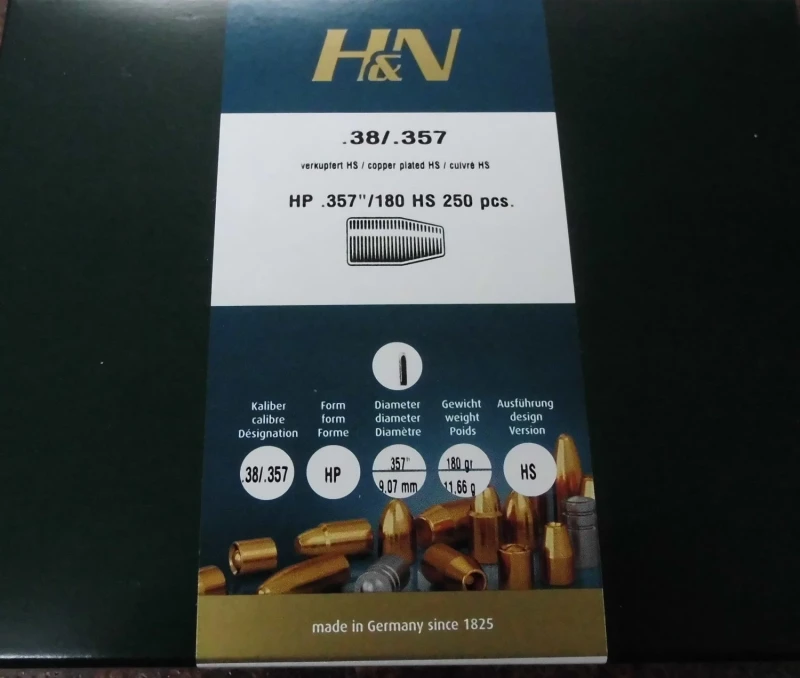 H&N
.38/.357
verkupfert HS / copper plated HS / cuivré HS
HP .357"/180 HS 250 pcs.
Kaliber Form Diameter Gewicht Ausführung
calibre form diameter weight design
Désignation Forme Diamètre Poids Version
.38/.357 HP 357" 9.07 mm 180 gr 11.66 g HS
made in Germany since 1825